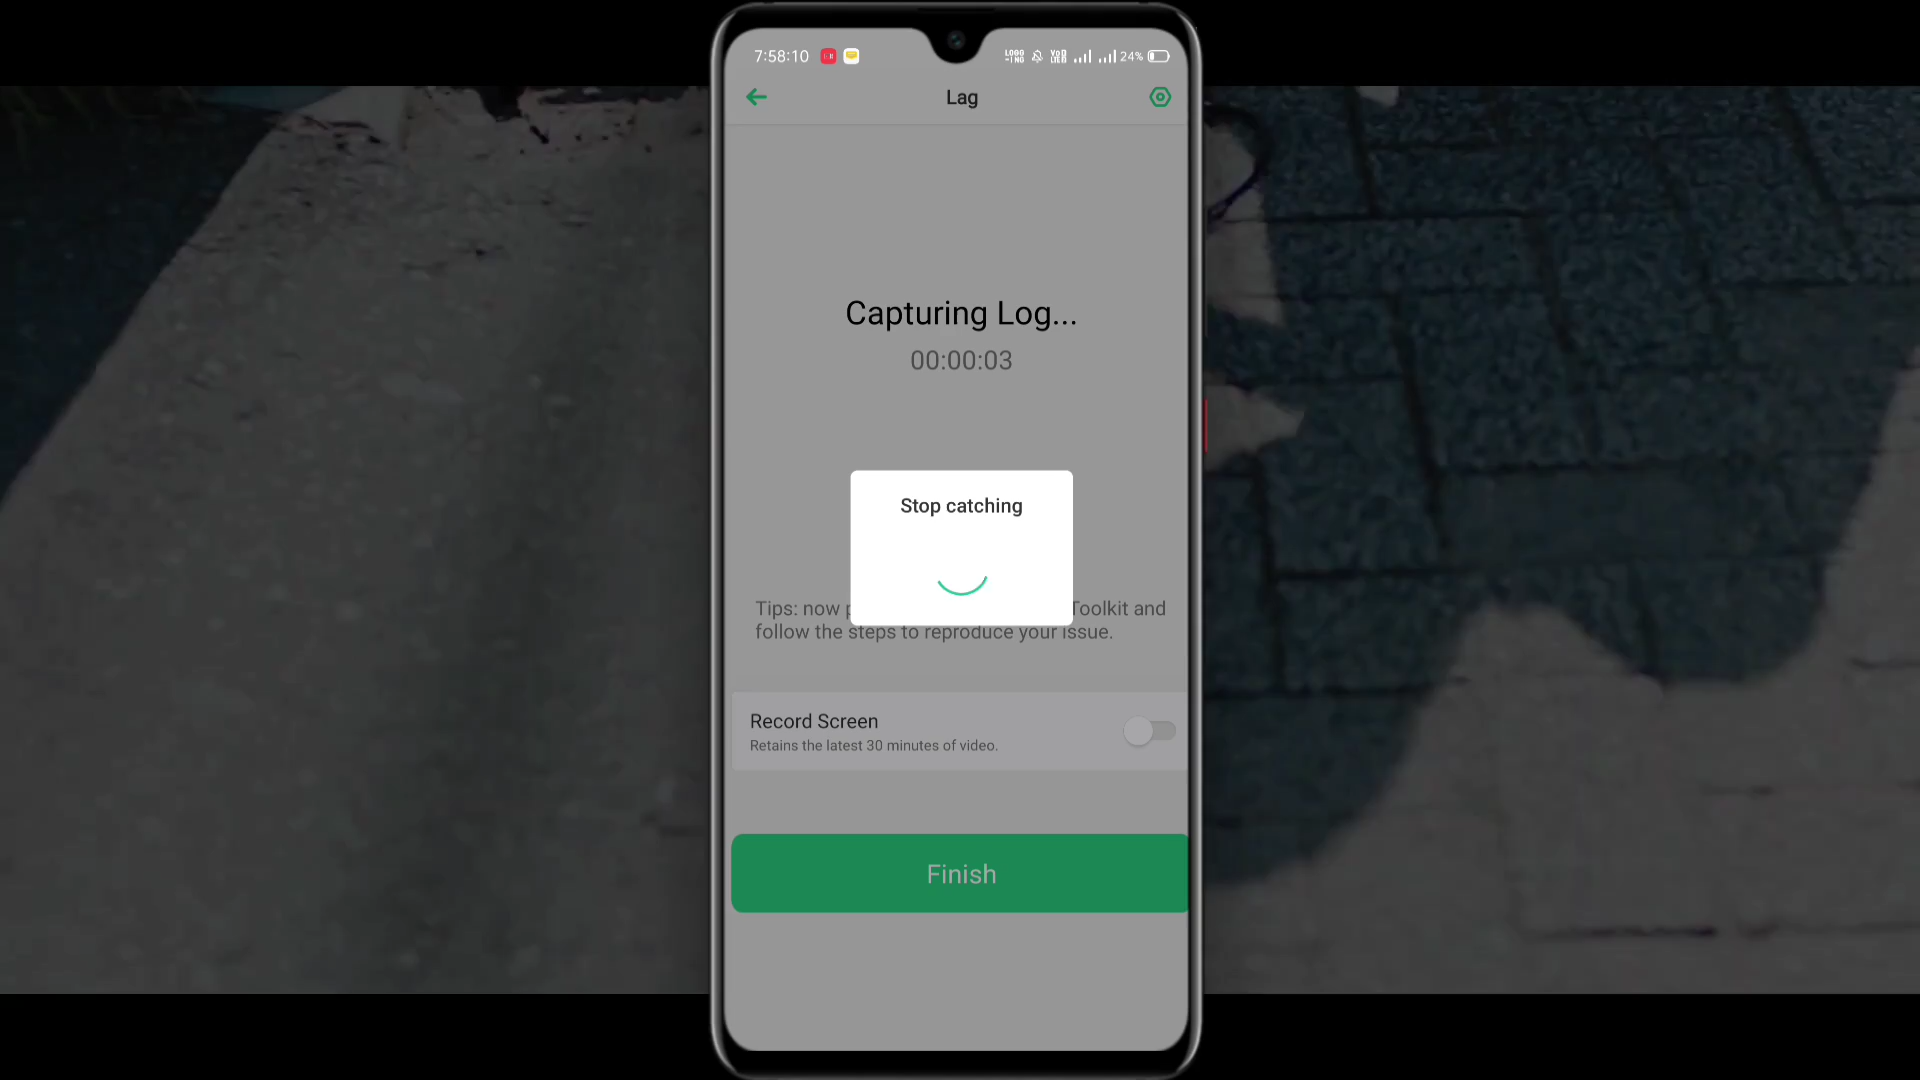 7:58:10
24%
Lag
Capturing Log...
00:00:03
Stop catching
Tips: now Toolkit and
follow the steps to reproduce your issue.
Record Screen
Retains the latest 30 minutes of video.
Finish